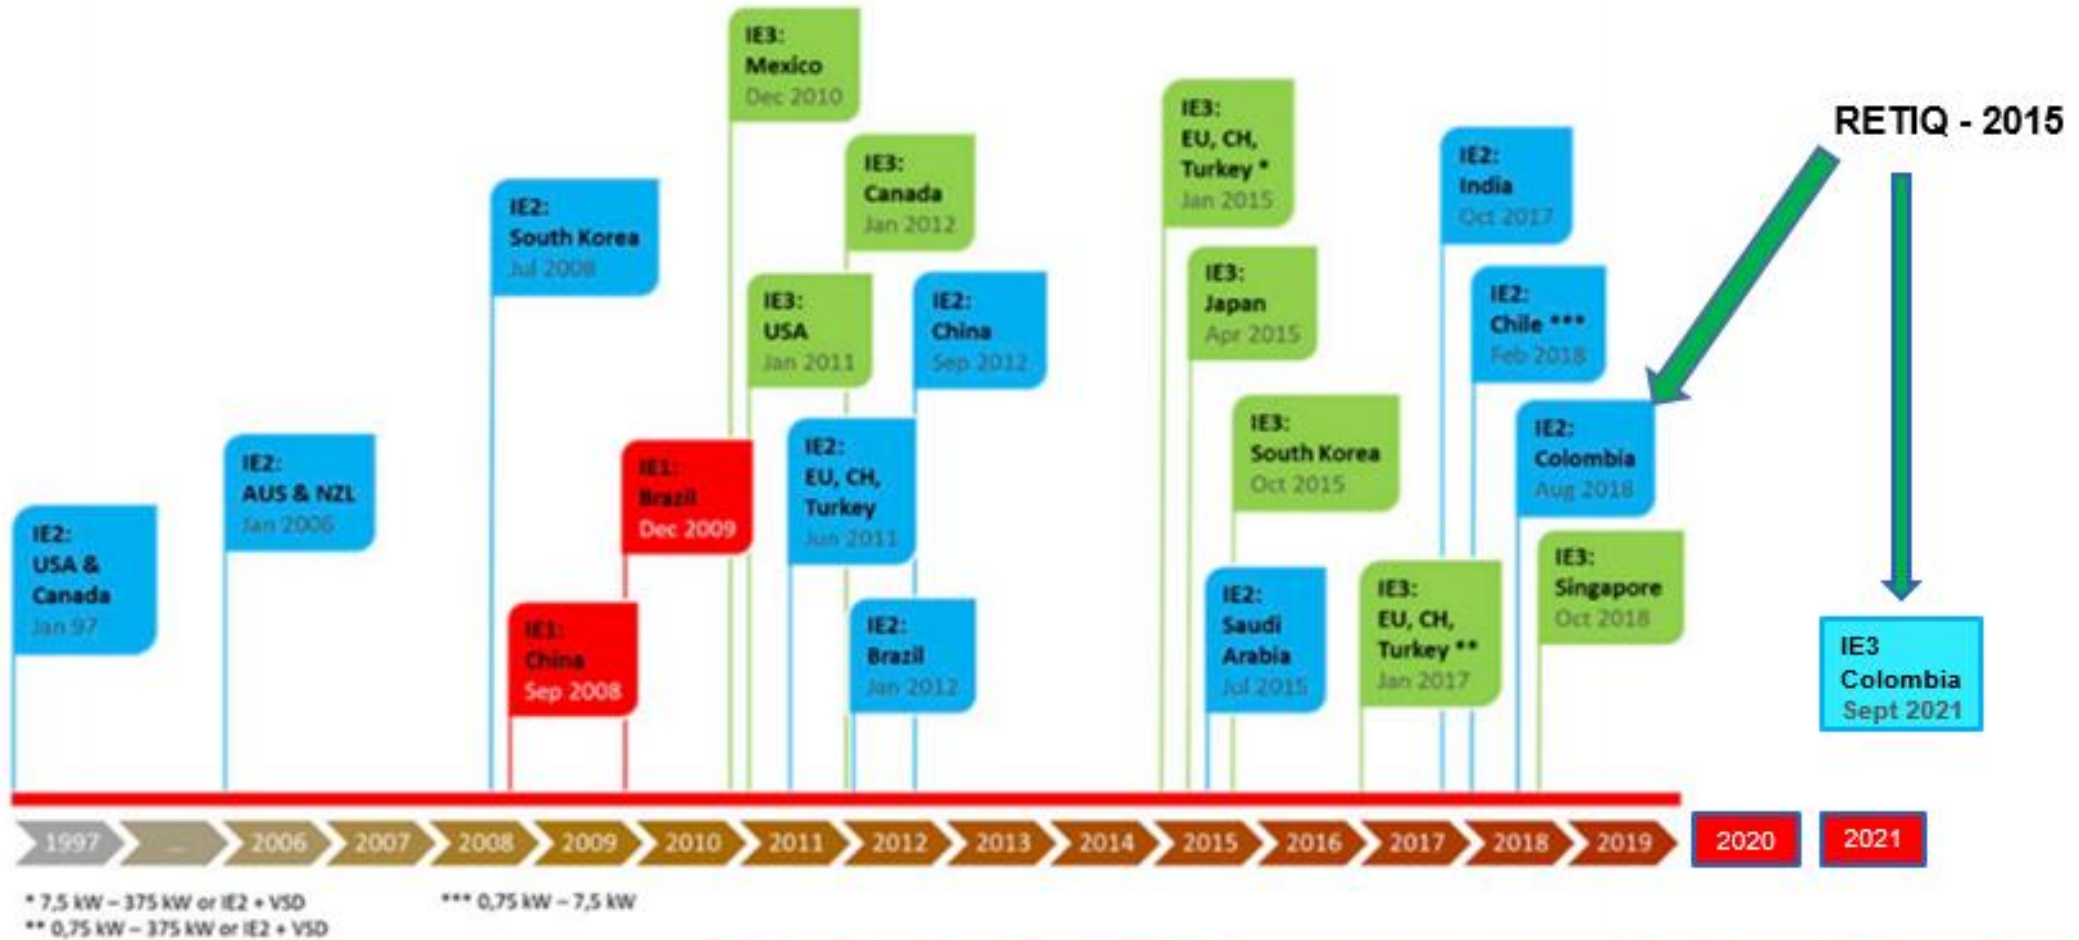 IE3:
Mexico
Dec 2010
IE3:
EU, CH,
Turkey *
Jan 2015
RETIQ - 2015
IE3:
Canada
Jan 2012
IE2:
India
Oct 2017
IE2:
South Korea
Jul 2008
IE3:
USA
Jan 2011
IE2:
China
Sep 2012
IE3:
Japan
Apr 2015
IE2:
Chile ***
Feb 2018
IE2:
AUS & NZL
Jan 2006
IE1:
Brazil
Dec 2009
IE2:
EU, CH,
Turkey
Jun 2011
IE3:
South Korea
Oct 2015
IE2:
Colombia
Aug 2018
IE2:
USA &
Canada
Jan 97
IE1:
China
Sep 2008
IE2:
Brazil
Jan 2012
IE2:
Saudi
Arabia
Jul 2015
IE3:
EU, CH,
Turkey **
Jan 2017
IE3:
Singapore
Oct 2018
IE3
Colombia
Sept 2021
1997 ... 2006 2007 2008 2009 2010 2011 2012 2013 2014 2015 2016 2017 2018 2019 2020 2021
* 7,5 kW – 375 kW or IE2 + VSD *** 0,75 kW – 7,5 kW
** 0,75 kW – 375 kW or IE2 + VSD